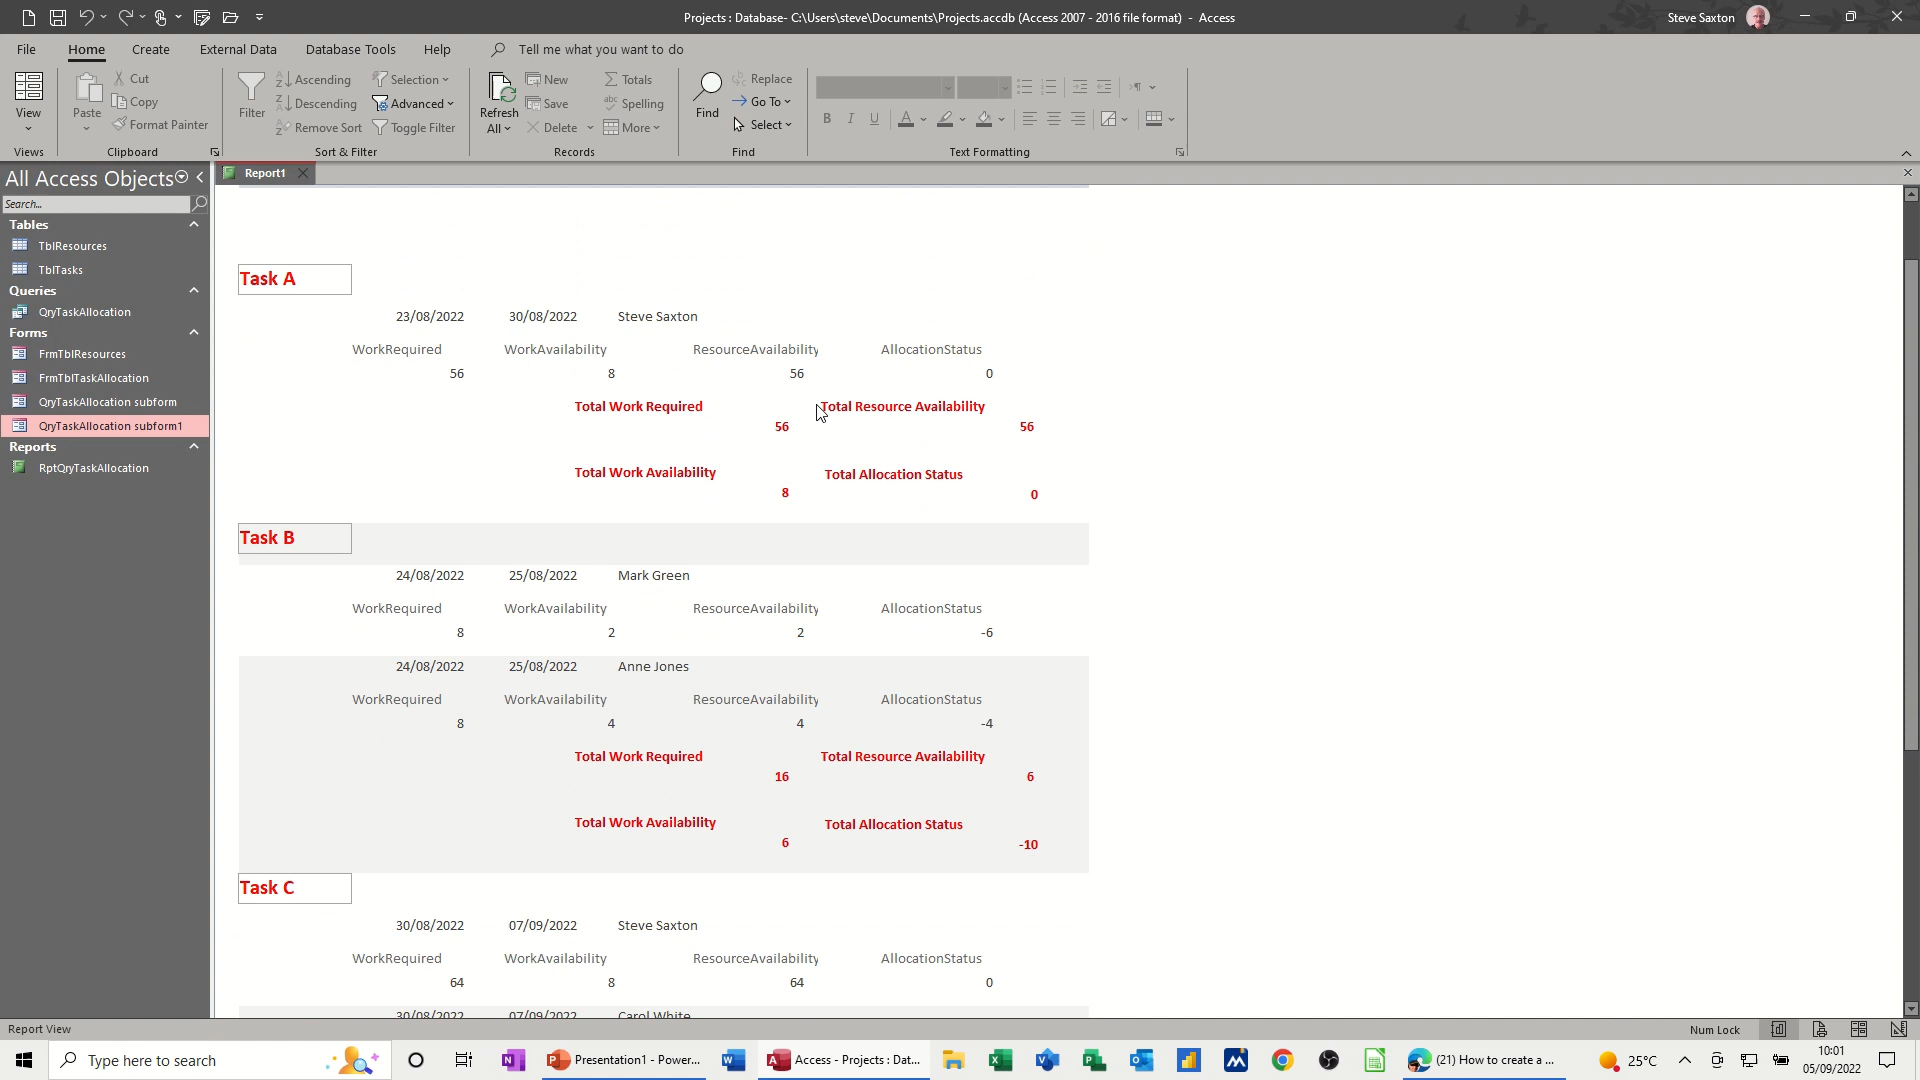 Projects : Database- C:\Users\steve\Documents\Projects.accdb (Access 2007 - 2016 file format) - Access
Steve Saxton
File Home Create External Data Database Tools Help Tell me what you want to do
View
Views
Paste
Cut
Copy
Format Painter
Clipboard
Filter
Ascending
Descending
Remove Sort
Selection
Advanced
Toggle Filter
Sort & Filter
Refresh All
New
Save
Delete
Totals
Spelling
More
Records
Find
Replace
Go To
Select
Find
B I U A
Text Formatting
All Access Objects
Search...
Tables
TblResources
TblTasks
Queries
QryTaskAllocation
Forms
FrmTblResources
FrmTblTaskAllocation
QryTaskAllocation subform
QryTaskAllocation subform1
Reports
RptQryTaskAllocation
Report1
Task A
23/08/2022 30/08/2022 Steve Saxton
WorkRequired WorkAvailability ResourceAvailability AllocationStatus
56 8 56 0
Total Work Required Total Resource Availability
56 56
Total Work Availability Total Allocation Status
8 0
Task B
24/08/2022 25/08/2022 Mark Green
WorkRequired WorkAvailability ResourceAvailability AllocationStatus
8 2 2 -6
24/08/2022 25/08/2022 Anne Jones
WorkRequired WorkAvailability ResourceAvailability AllocationStatus
8 4 4 -4
Total Work Required Total Resource Availability
16 6
Total Work Availability Total Allocation Status
6 -10
Task C
30/08/2022 07/09/2022 Steve Saxton
WorkRequired WorkAvailability ResourceAvailability AllocationStatus
64 8 64 0
30/08/2022 07/09/2022 Carol White
Report View
Num Lock
Type here to search
Presentation1 - Power...
Access - Projects : Dat...
(21) How to create a ...
25°C
10:01
05/09/2022